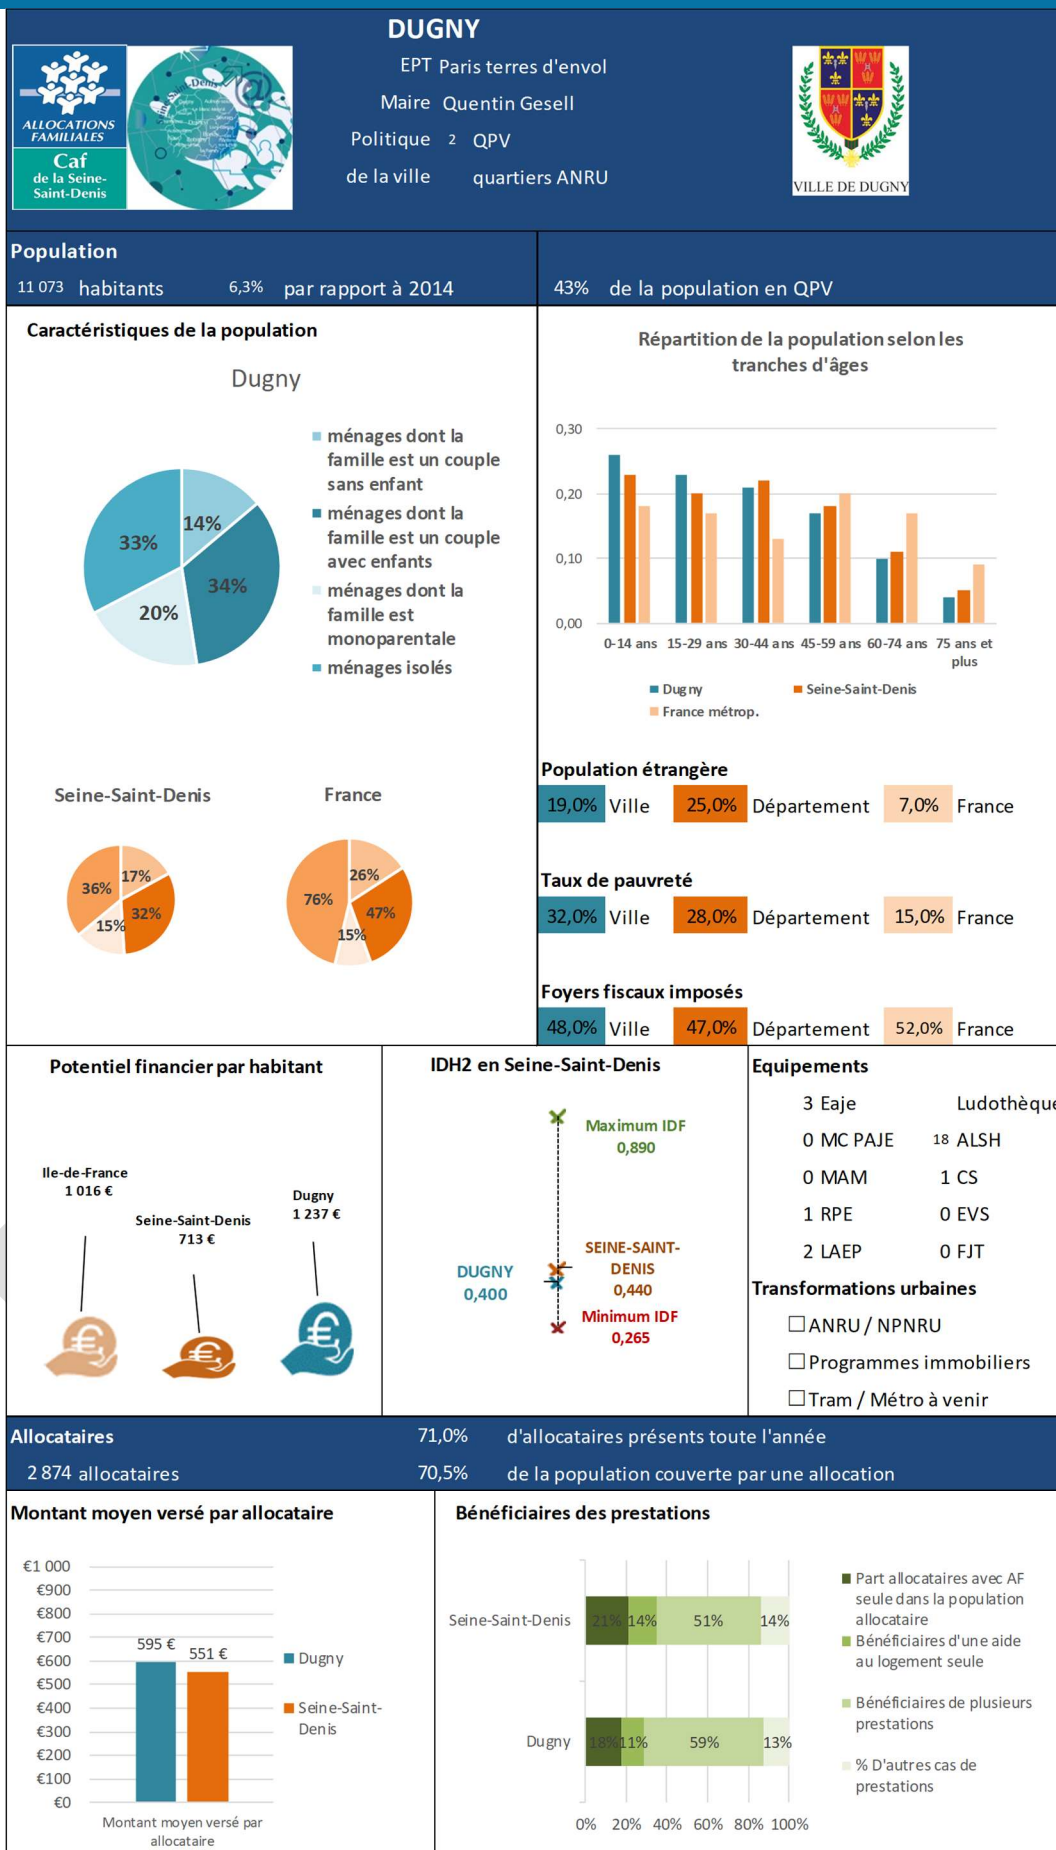 DUGNY
EPT Paris terres d'envol
Maire Quentin Gesell
Politique 2 QPV
de la ville quartiers ANRU
ALLOCATIONS
FAMILIALES
Caf
de la Seine-
Saint-Denis
VILLE DE DUGNY
Population
11 073 habitants 6,3% par rapport à 2014
43% de la population en QPV
Caractéristiques de la population
Dugny
14%
34%
20%
33%
ménages dont la
famille est un couple
sans enfant
ménages dont la
famille est un couple
avec enfants
ménages dont la
famille est
monoparentale
ménages isolés
Seine-Saint-Denis
17%
32%
15%
36%
France
26%
47%
15%
76%
Répartition de la population selon les
tranches d'âges
0,30
0,20
0,10
0,00
0-14 ans 15-29 ans 30-44 ans 45-59 ans 60-74 ans 75 ans et
plus
Dugny Seine-Saint-Denis
France métrop.
Population étrangère
19,0% Ville 25,0% Département 7,0% France
Taux de pauvreté
32,0% Ville 28,0% Département 15,0% France
Foyers fiscaux imposés
48,0% Ville 47,0% Département 52,0% France
Potentiel financier par habitant
Ile-de-France
1 016 €
Seine-Saint-Denis
713 €
Dugny
1 237 €
IDH2 en Seine-Saint-Denis
Maximum IDF
0,890
SEINE-SAINT-
DENIS
0,440
DUGNY
0,400
Minimum IDF
0,265
Equipements
3 Eaje Ludothèque
0 MC PAJE 18 ALSH
0 MAM 1 CS
1 RPE 0 EVS
2 LAEP 0 FJT
Transformations urbaines
☐ ANRU / NPNRU
☐ Programmes immobiliers
☐ Tram / Métro à venir
Allocataires 71,0% d'allocataires présents toute l'année
2 874 allocataires 70,5% de la population couverte par une allocation
Montant moyen versé par allocataire
€1 000
€900
€800
€700
€600
€500
€400
€300
€200
€100
€0
595 €
551 €
Dugny
Seine-Saint-
Denis
Montant moyen versé par
allocataire
Bénéficiaires des prestations
Seine-Saint-Denis 21% 14% 51% 14%
Dugny 18% 11% 59% 13%
0% 20% 40% 60% 80% 100%
Part allocataires avec AF
seule dans la population
allocataire
Bénéficiaires d'une aide
au logement seule
Bénéficiaires de plusieurs
prestations
% D'autres cas de
prestations